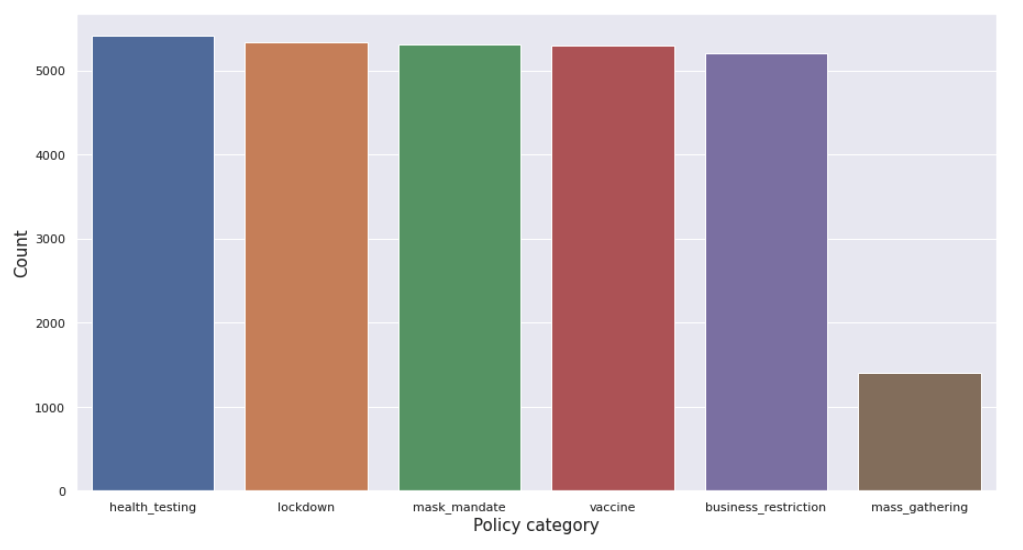 5000
4000
3000
2000
1000
0
Count
health_testing lockdown mask_mandate vaccine business_restriction mass_gathering
Policy category